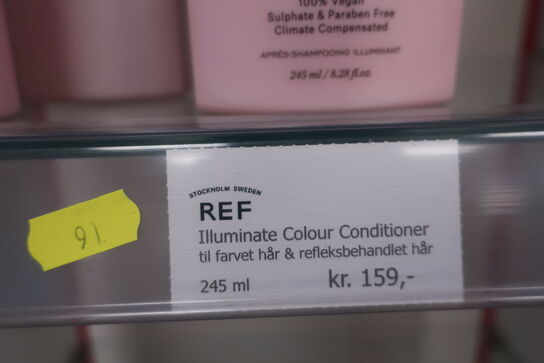 100% Vegan
Sulphate & Paraben Free
Climate Compensated
APRÈS-SHAMPOOING ILLUMINANT
245 ml / 8.28 fl.oz.
91.
STOCKHOLM SWEDEN
REF
Illuminate Colour Conditioner
til farvet hår & refleksbehandlet hår
245 ml
kr. 159,-